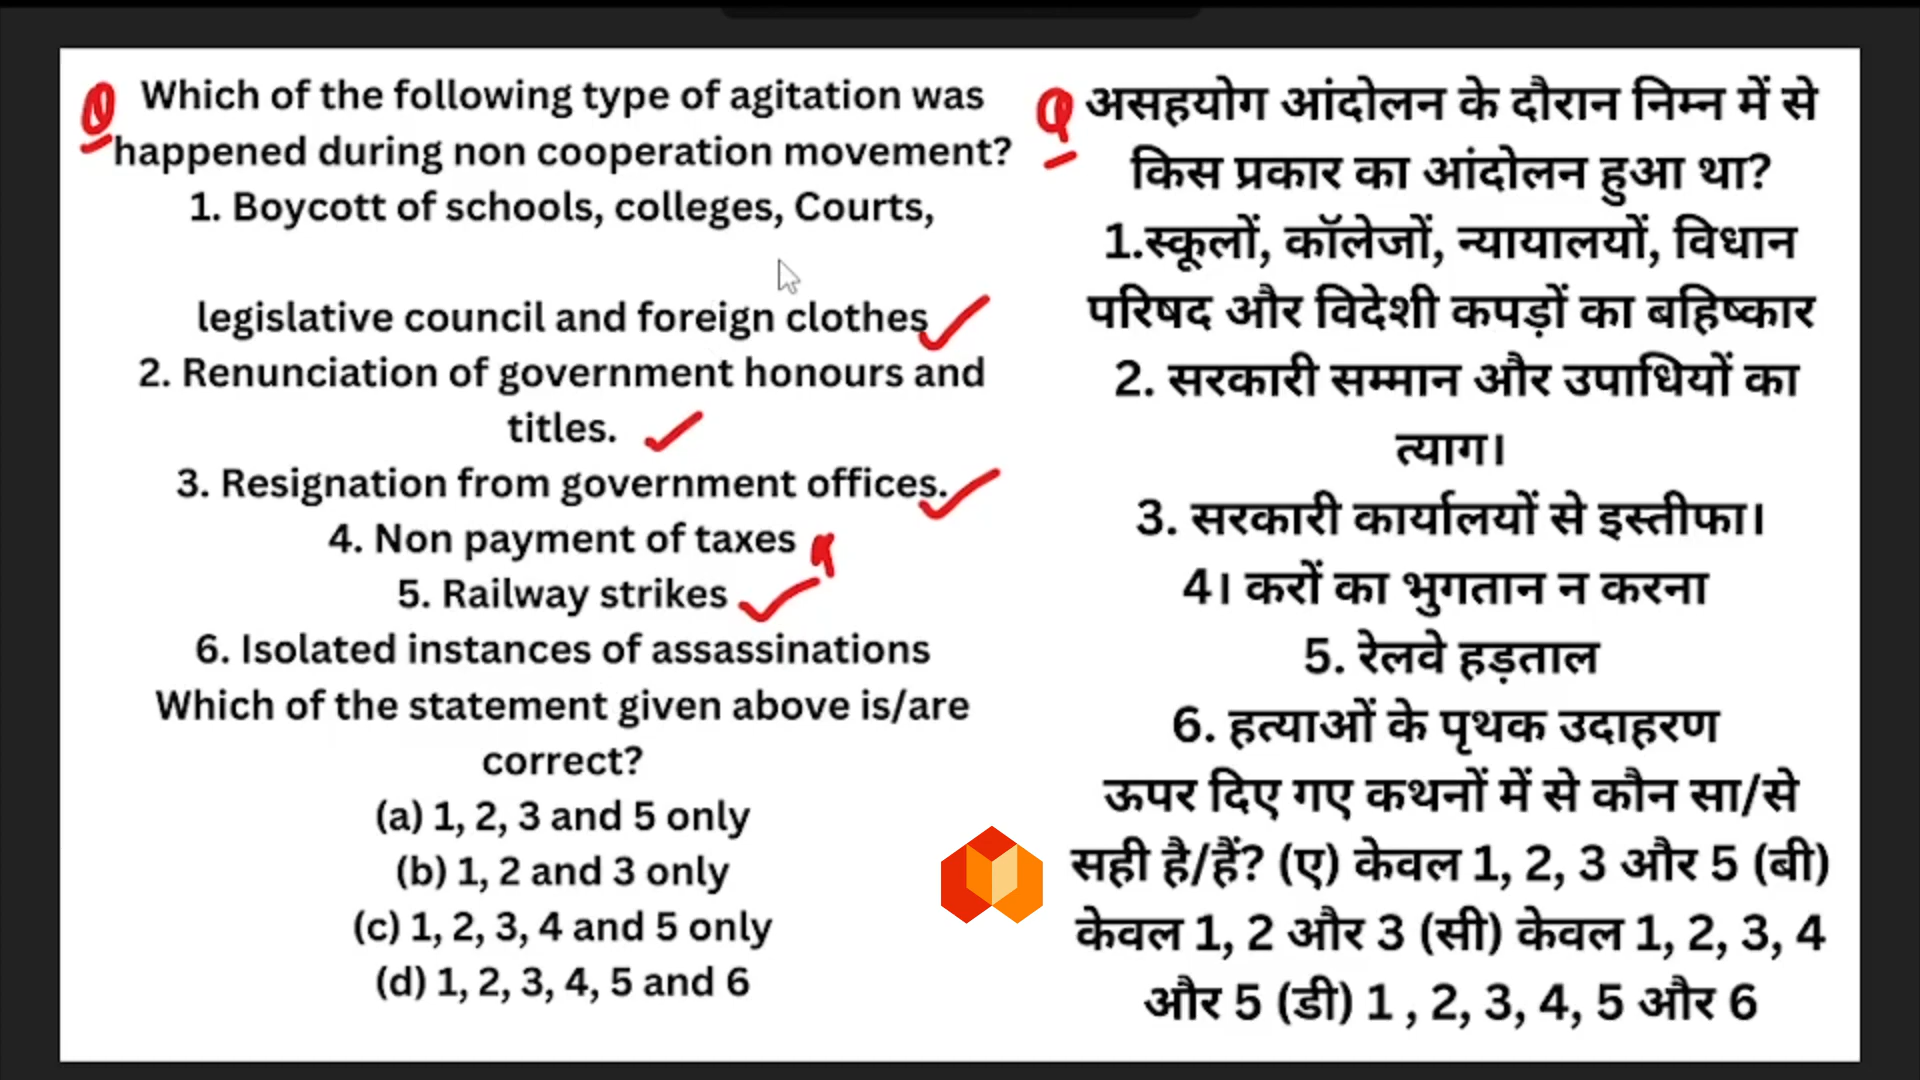 Q Which of the following type of agitation was
happened during non cooperation movement?
1. Boycott of schools, colleges, Courts,
legislative council and foreign clothes
2. Renunciation of government honours and
titles.
3. Resignation from government offices.
4. Non payment of taxes
5. Railway strikes
6. Isolated instances of assassinations
Which of the statement given above is/are
correct?
(a) 1, 2, 3 and 5 only
(b) 1, 2 and 3 only
(c) 1, 2, 3, 4 and 5 only
(d) 1, 2, 3, 4, 5 and 6
Q असहयोग आंदोलन के दौरान निम्न में से
किस प्रकार का आंदोलन हुआ था?
1.स्कूलों, कॉलेजों, न्यायालयों, विधान
परिषद और विदेशी कपड़ों का बहिष्कार
2. सरकारी सम्मान और उपाधियों का
त्याग।
3. सरकारी कार्यालयों से इस्तीफा।
4। करों का भुगतान न करना
5. रेलवे हड़ताल
6. हत्याओं के पृथक उदाहरण
ऊपर दिए गए कथनों में से कौन सा/से
सही है/हैं? (ए) केवल 1, 2, 3 और 5 (बी)
केवल 1, 2 और 3 (सी) केवल 1, 2, 3, 4
और 5 (डी) 1 , 2, 3, 4, 5 और 6